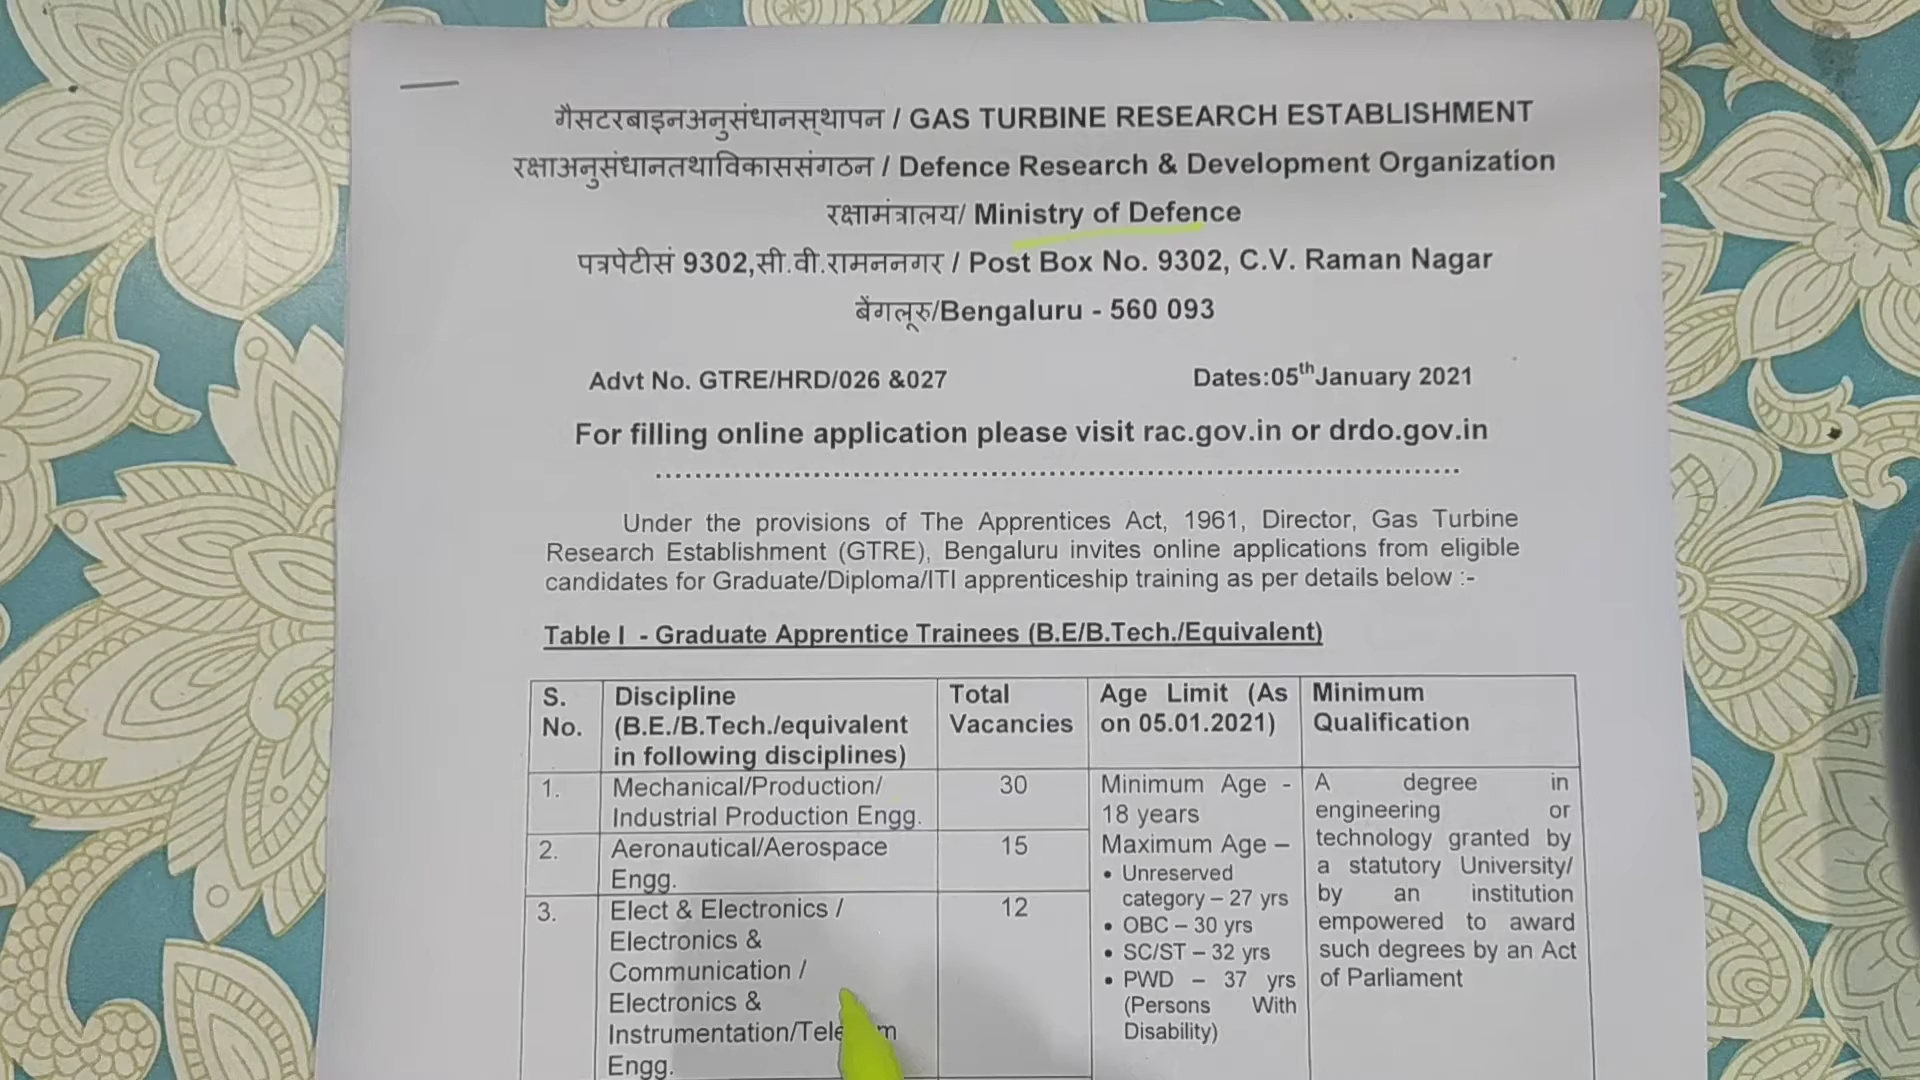 गैसटरबाइनअनुसंधानस्थापन / GAS TURBINE RESEARCH ESTABLISHMENT
रक्षाअनुसंधानतथाविकाससंगठन / Defence Research & Development Organization
रक्षामंत्रालय/ Ministry of Defence
पत्रपेटीसं 9302,सी.वी.रामननगर / Post Box No. 9302, C.V. Raman Nagar
बेंगलूरु/Bengaluru - 560 093
Advt No. GTRE/HRD/026 &027 Dates:05th January 2021
For filling online application please visit rac.gov.in or drdo.gov.in
Under the provisions of The Apprentices Act, 1961, Director, Gas Turbine
Research Establishment (GTRE), Bengaluru invites online applications from eligible
candidates for Graduate/Diploma/ITI apprenticeship training as per details below :-
Table I - Graduate Apprentice Trainees (B.E/B.Tech./Equivalent)
S. No.
Discipline
(B.E./B.Tech./equivalent
in following disciplines)
Total
Vacancies
Age Limit (As
on 05.01.2021)
Minimum
Qualification
1.
Mechanical/Production/
Industrial Production Engg.
30
2.
Aeronautical/Aerospace
Engg.
15
3.
Elect & Electronics /
Electronics &
Communication /
Electronics &
Instrumentation/
Engg.
12
Minimum Age -
18 years
Maximum Age –
• Unreserved
category – 27 yrs
• OBC – 30 yrs
• SC/ST – 32 yrs
• PWD – 37 yrs
(Persons With
Disability)
A degree in
engineering or
technology granted by
a statutory University/
by an institution
empowered to award
such degrees by an Act
of Parliament